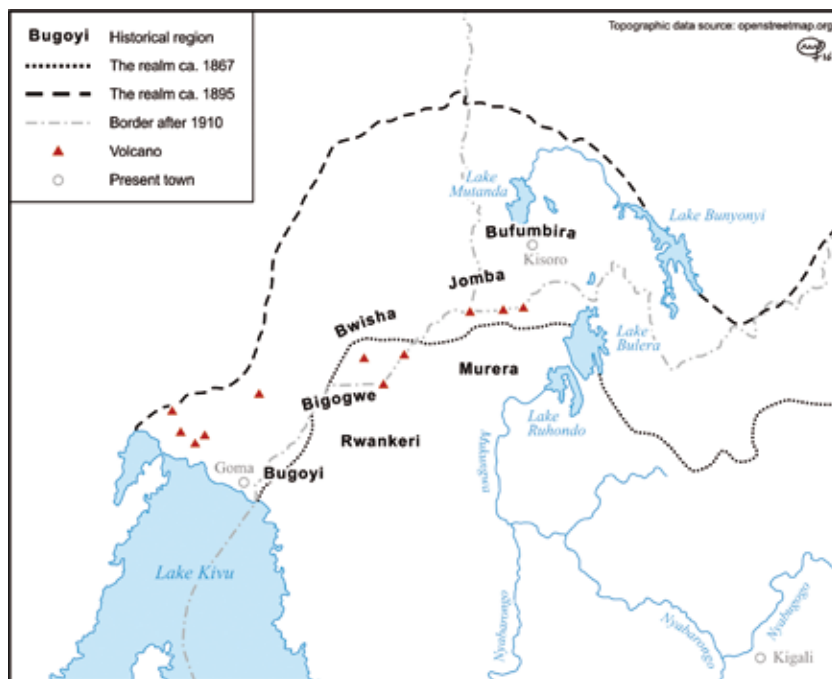 Bugoyi Historical region
The realm ca. 1867
The realm ca. 1895
Border after 1910
Volcano
Present town
Topographic data source: openstreetmap.org
Lake
Mutanda
Lake Bunyonyi
Bufumbira
Kisoro
Jomba
Bwisha
Lake
Bulera
Murera
Bigogwe
Lake
Ruhondo
Rwankeri
Mukungwa
Goma
Bugoyi
Lake Kivu
Nyabarongo
Nyabarongo
Nyabugogo
Kigali